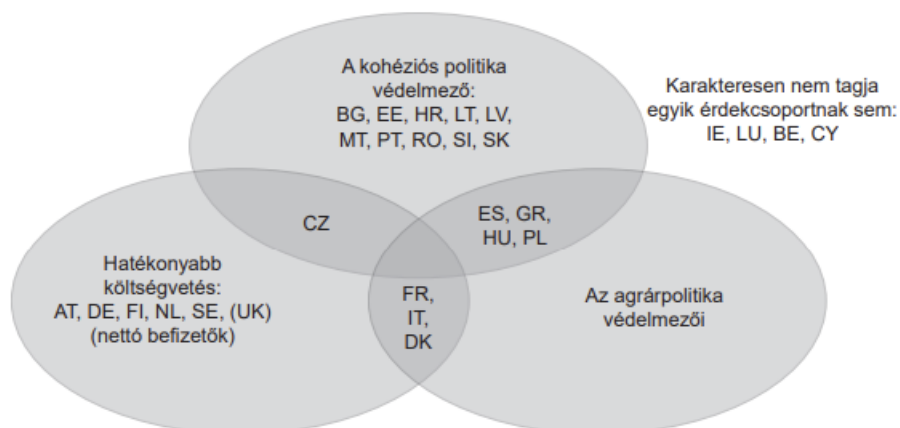 A kohéziós politika
védelmező:
BG, EE, HR, LT, LV,
MT, PT, RO, SI, SK
Karakteresen nem tagja
egyik érdekcsoportnak sem:
IE, LU, BE, CY
CZ
ES, GR,
HU, PL
Hatékonyabb
költségvetés:
AT, DE, FI, NL, SE, (UK)
(nettó befizetők)
FR,
IT,
DK
Az agrárpolitika
védelmezői